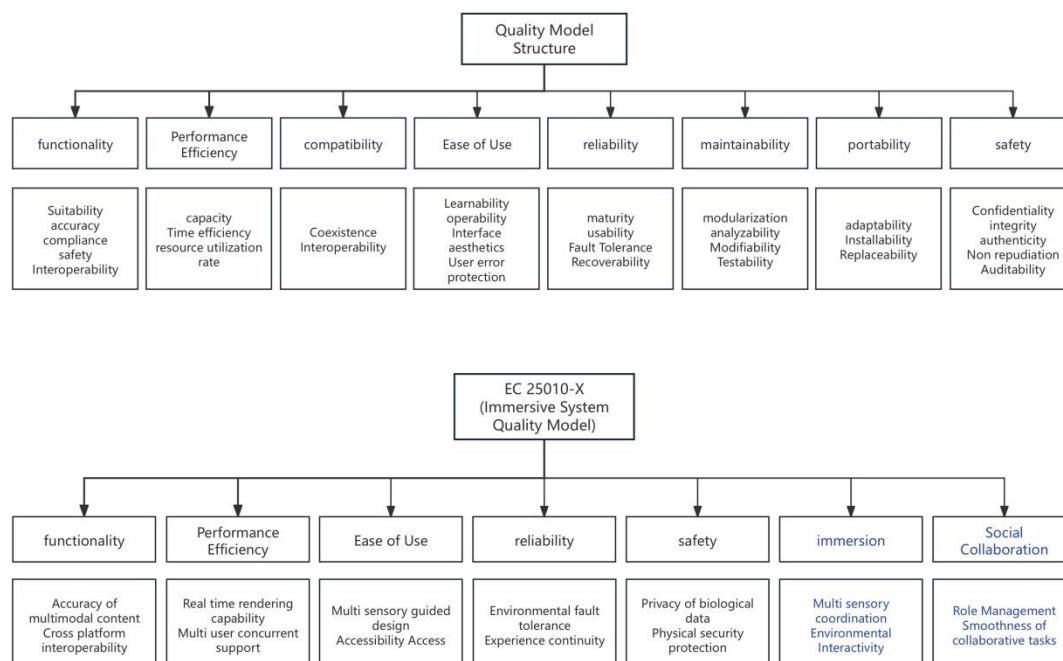 Quality Model
Structure
functionality
Performance
Efficiency
compatibility
Ease of Use
reliability
maintainability
portability
safety
Suitability
accuracy
compliance
safety
Interoperability
capacity
Time efficiency
resource utilization
rate
Coexistence
Interoperability
Learnability
operability
Interface
aesthetics
User error
protection
maturity
usability
Fault Tolerance
Recoverability
modularization
analyzability
Modifiability
Testability
adaptability
Installability
Replaceability
Confidentiality
integrity
authenticity
Non repudiation
Auditability
EC 25010-X
(Immersive System
Quality Model)
functionality
Performance
Efficiency
Ease of Use
reliability
safety
immersion
Social
Collaboration
Accuracy of
multimodal content
Cross platform
interoperability
Real time rendering
capability
Multi user concurrent
support
Multi sensory guided
design
Accessibility Access
Environmental fault
tolerance
Experience continuity
Privacy of biological
data
Physical security
protection
Multi sensory
coordination
Environmental
Interactivity
Role Management
Smoothness of
collaborative tasks